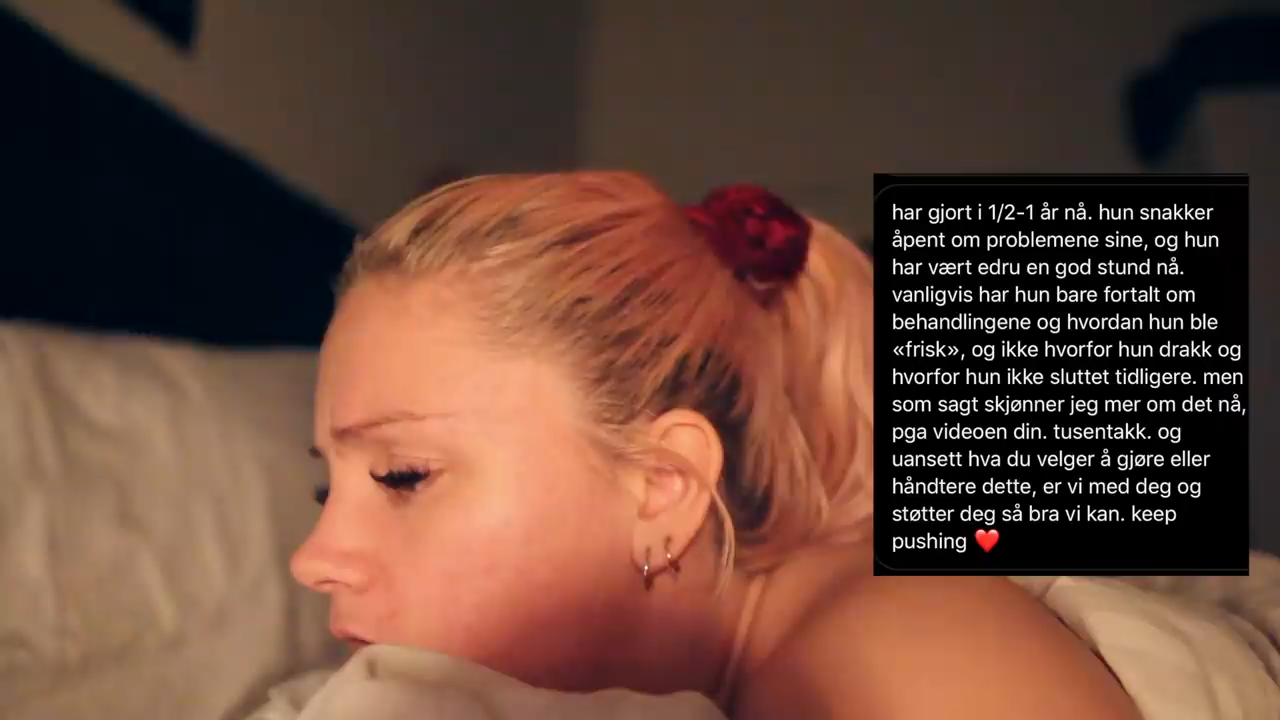 har gjort i 1/2-1 år nå. hun snakker
åpent om problemene sine, og hun
har vært edru en god stund nå.
vanligvis har hun bare fortalt om
behandlingene og hvordan hun ble
«frisk», og ikke hvorfor hun drakk og
hvorfor hun ikke sluttet tidligere. men
som sagt skjønner jeg mer om det nå,
pga videoen din. tusentakk. og
uansett hva du velger å gjøre eller
håndtere dette, er vi med deg og
støtter deg så bra vi kan. keep
pushing ❤️